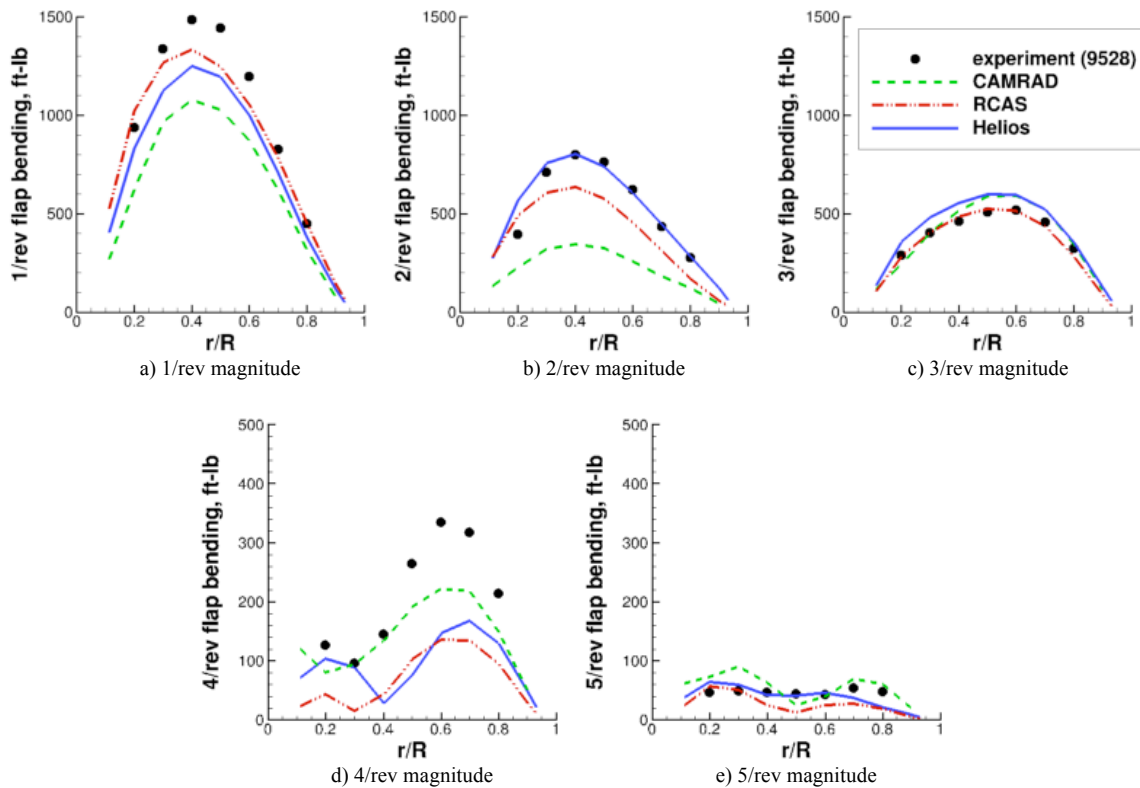 1500
1000
500
0
1/rev flap bending, ft-lb
0 0.2 0.4 0.6 0.8 1
r/R
a) 1/rev magnitude
1500
1000
500
0
2/rev flap bending, ft-lb
0 0.2 0.4 0.6 0.8 1
r/R
b) 2/rev magnitude
1500
1000
500
0
3/rev flap bending, ft-lb
0 0.2 0.4 0.6 0.8 1
r/R
c) 3/rev magnitude
experiment (9528)
CAMRAD
RCAS
Helios
500
400
300
200
100
0
4/rev flap bending, ft-lb
0 0.2 0.4 0.6 0.8 1
r/R
d) 4/rev magnitude
500
400
300
200
100
0
5/rev flap bending, ft-lb
0 0.2 0.4 0.6 0.8 1
r/R
e) 5/rev magnitude